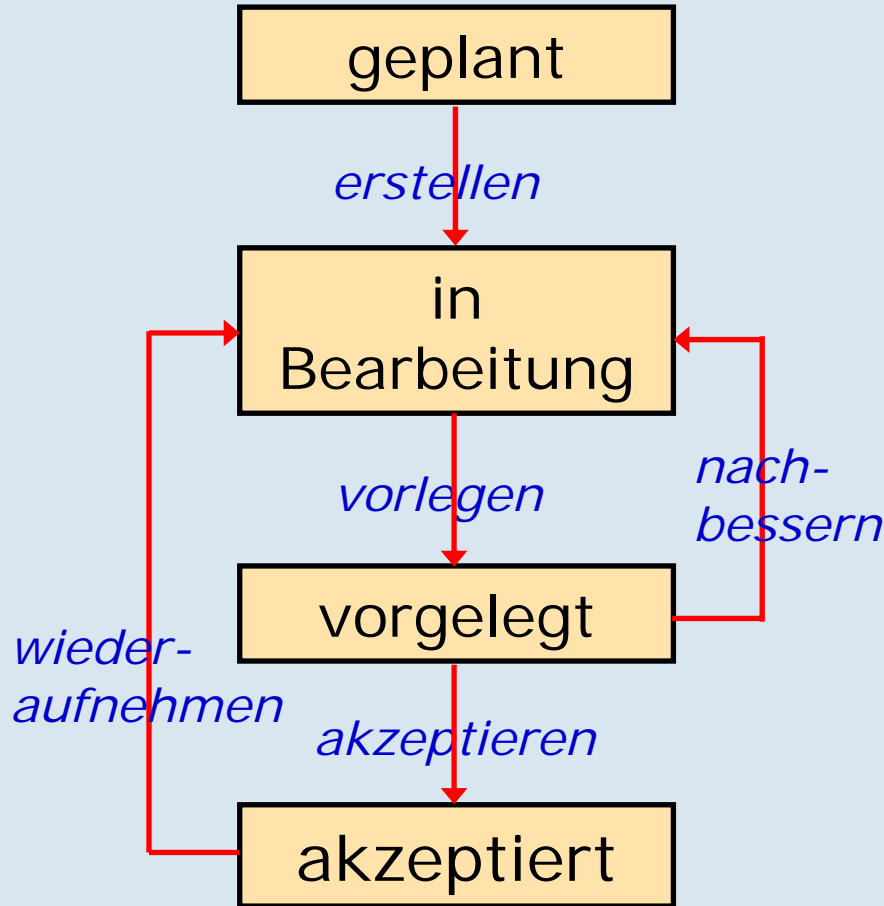 geplant
erstellen
in
Bearbeitung
vorlegen
nach-
bessern
vorgelegt
wieder-
aufnehmen
akzeptieren
akzeptiert